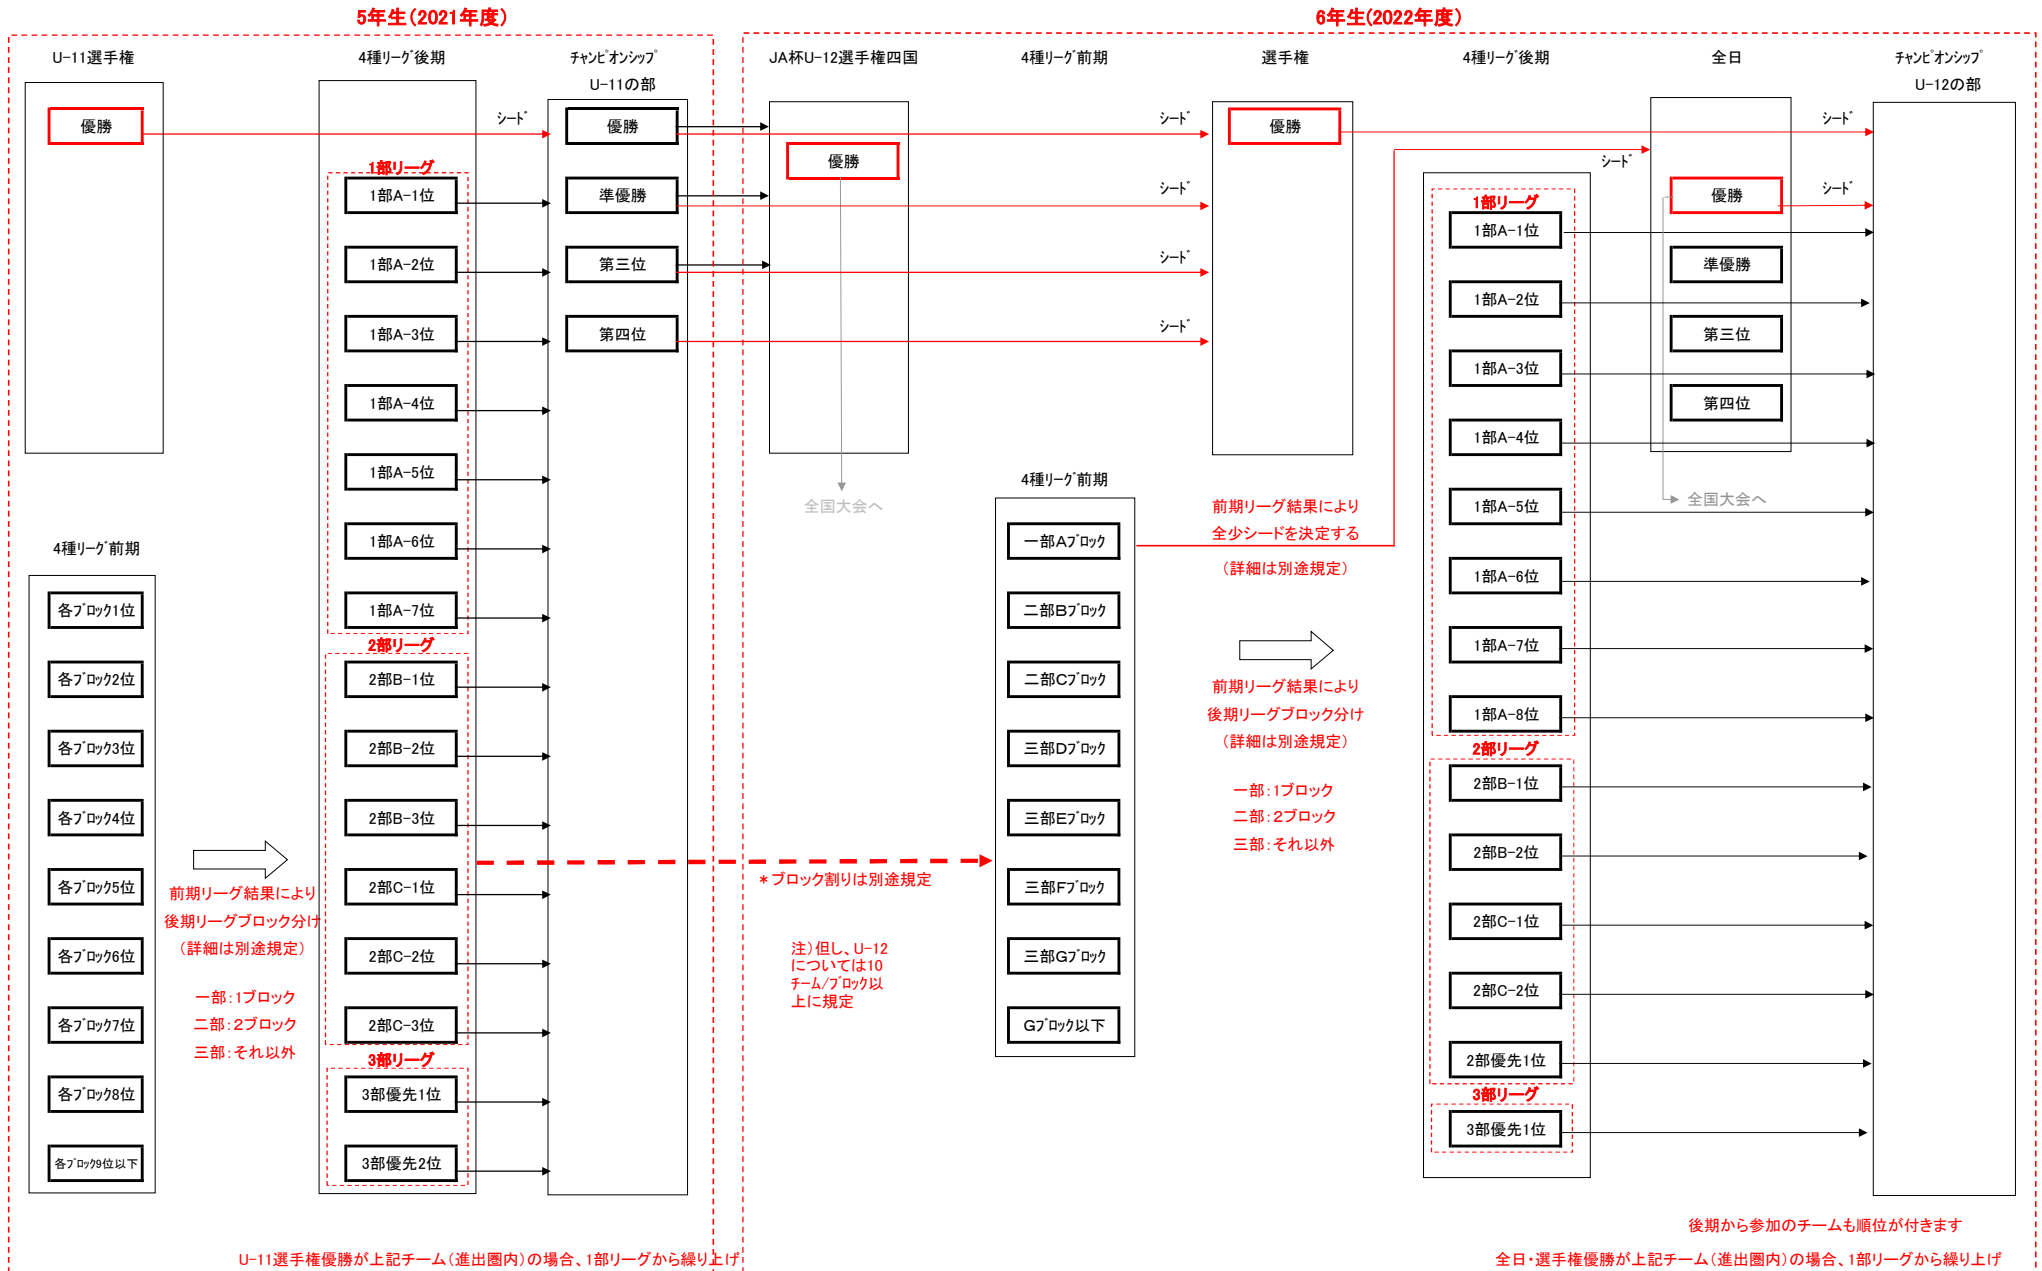 5年生（2021年度）
U-11選手権
4種ﾘｰｸﾞ後期
ﾁｬﾝﾋﾟｵﾝｼｯﾌﾟ
U-11の部
優勝
ｼｰﾄﾞ
優勝
準優勝
第三位
第四位
1部リーグ
1部A-1位
1部A-2位
1部A-3位
1部A-4位
1部A-5位
1部A-6位
1部A-7位
2部リーグ
2部B-1位
2部B-2位
2部B-3位
2部C-1位
2部C-2位
2部C-3位
3部リーグ
3部優先1位
3部優先2位
4種ﾘｰｸﾞ前期
各ﾌﾞﾛｯｸ1位
各ﾌﾞﾛｯｸ2位
各ﾌﾞﾛｯｸ3位
各ﾌﾞﾛｯｸ4位
各ﾌﾞﾛｯｸ5位
各ﾌﾞﾛｯｸ6位
各ﾌﾞﾛｯｸ7位
各ﾌﾞﾛｯｸ8位
各ﾌﾞﾛｯｸ9位以下
前期リーグ結果により
後期リーグブロック分け
（詳細は別途規定）
一部：1ブロック
二部：２ブロック
三部：それ以外
U-11選手権優勝が上記チーム（進出圏内）の場合、1部リーグから繰り上げ
6年生(2022年度）
JA杯U-12選手権四国
4種ﾘｰｸﾞ前期
選手権
4種ﾘｰｸﾞ後期
全日
ﾁｬﾝﾋﾟｵﾝｼｯﾌﾟ
U-12の部
優勝
全国大会へ
ｼｰﾄﾞ
ｼｰﾄﾞ
ｼｰﾄﾞ
ｼｰﾄﾞ
優勝
ｼｰﾄﾞ
ｼｰﾄﾞ
ｼｰﾄﾞ
優勝
準優勝
第三位
第四位
全国大会へ
4種ﾘｰｸﾞ前期
一部Aﾌﾞﾛｯｸ
二部Bﾌﾞﾛｯｸ
二部Cﾌﾞﾛｯｸ
三部Dﾌﾞﾛｯｸ
三部Eﾌﾞﾛｯｸ
三部Fﾌﾞﾛｯｸ
三部Gﾌﾞﾛｯｸ
Gﾌﾞﾛｯｸ以下
＊ブロック割りは別途規定
注）但し、U-12
については10
ﾁｰﾑ/ﾌﾞﾛｯｸ以
上に規定
前期リーグ結果により
全少シードを決定する
（詳細は別途規定）
前期リーグ結果により
後期リーグブロック分け
（詳細は別途規定）
一部：1ブロック
二部：２ブロック
三部：それ以外
1部リーグ
1部A-1位
1部A-2位
1部A-3位
1部A-4位
1部A-5位
1部A-6位
1部A-7位
1部A-8位
2部リーグ
2部B-1位
2部B-2位
2部C-1位
2部C-2位
2部優先1位
3部リーグ
3部優先1位
後期から参加のチームも順位が付きます
全日・選手権優勝が上記チーム（進出圏内）の場合、1部リーグから繰り上げ